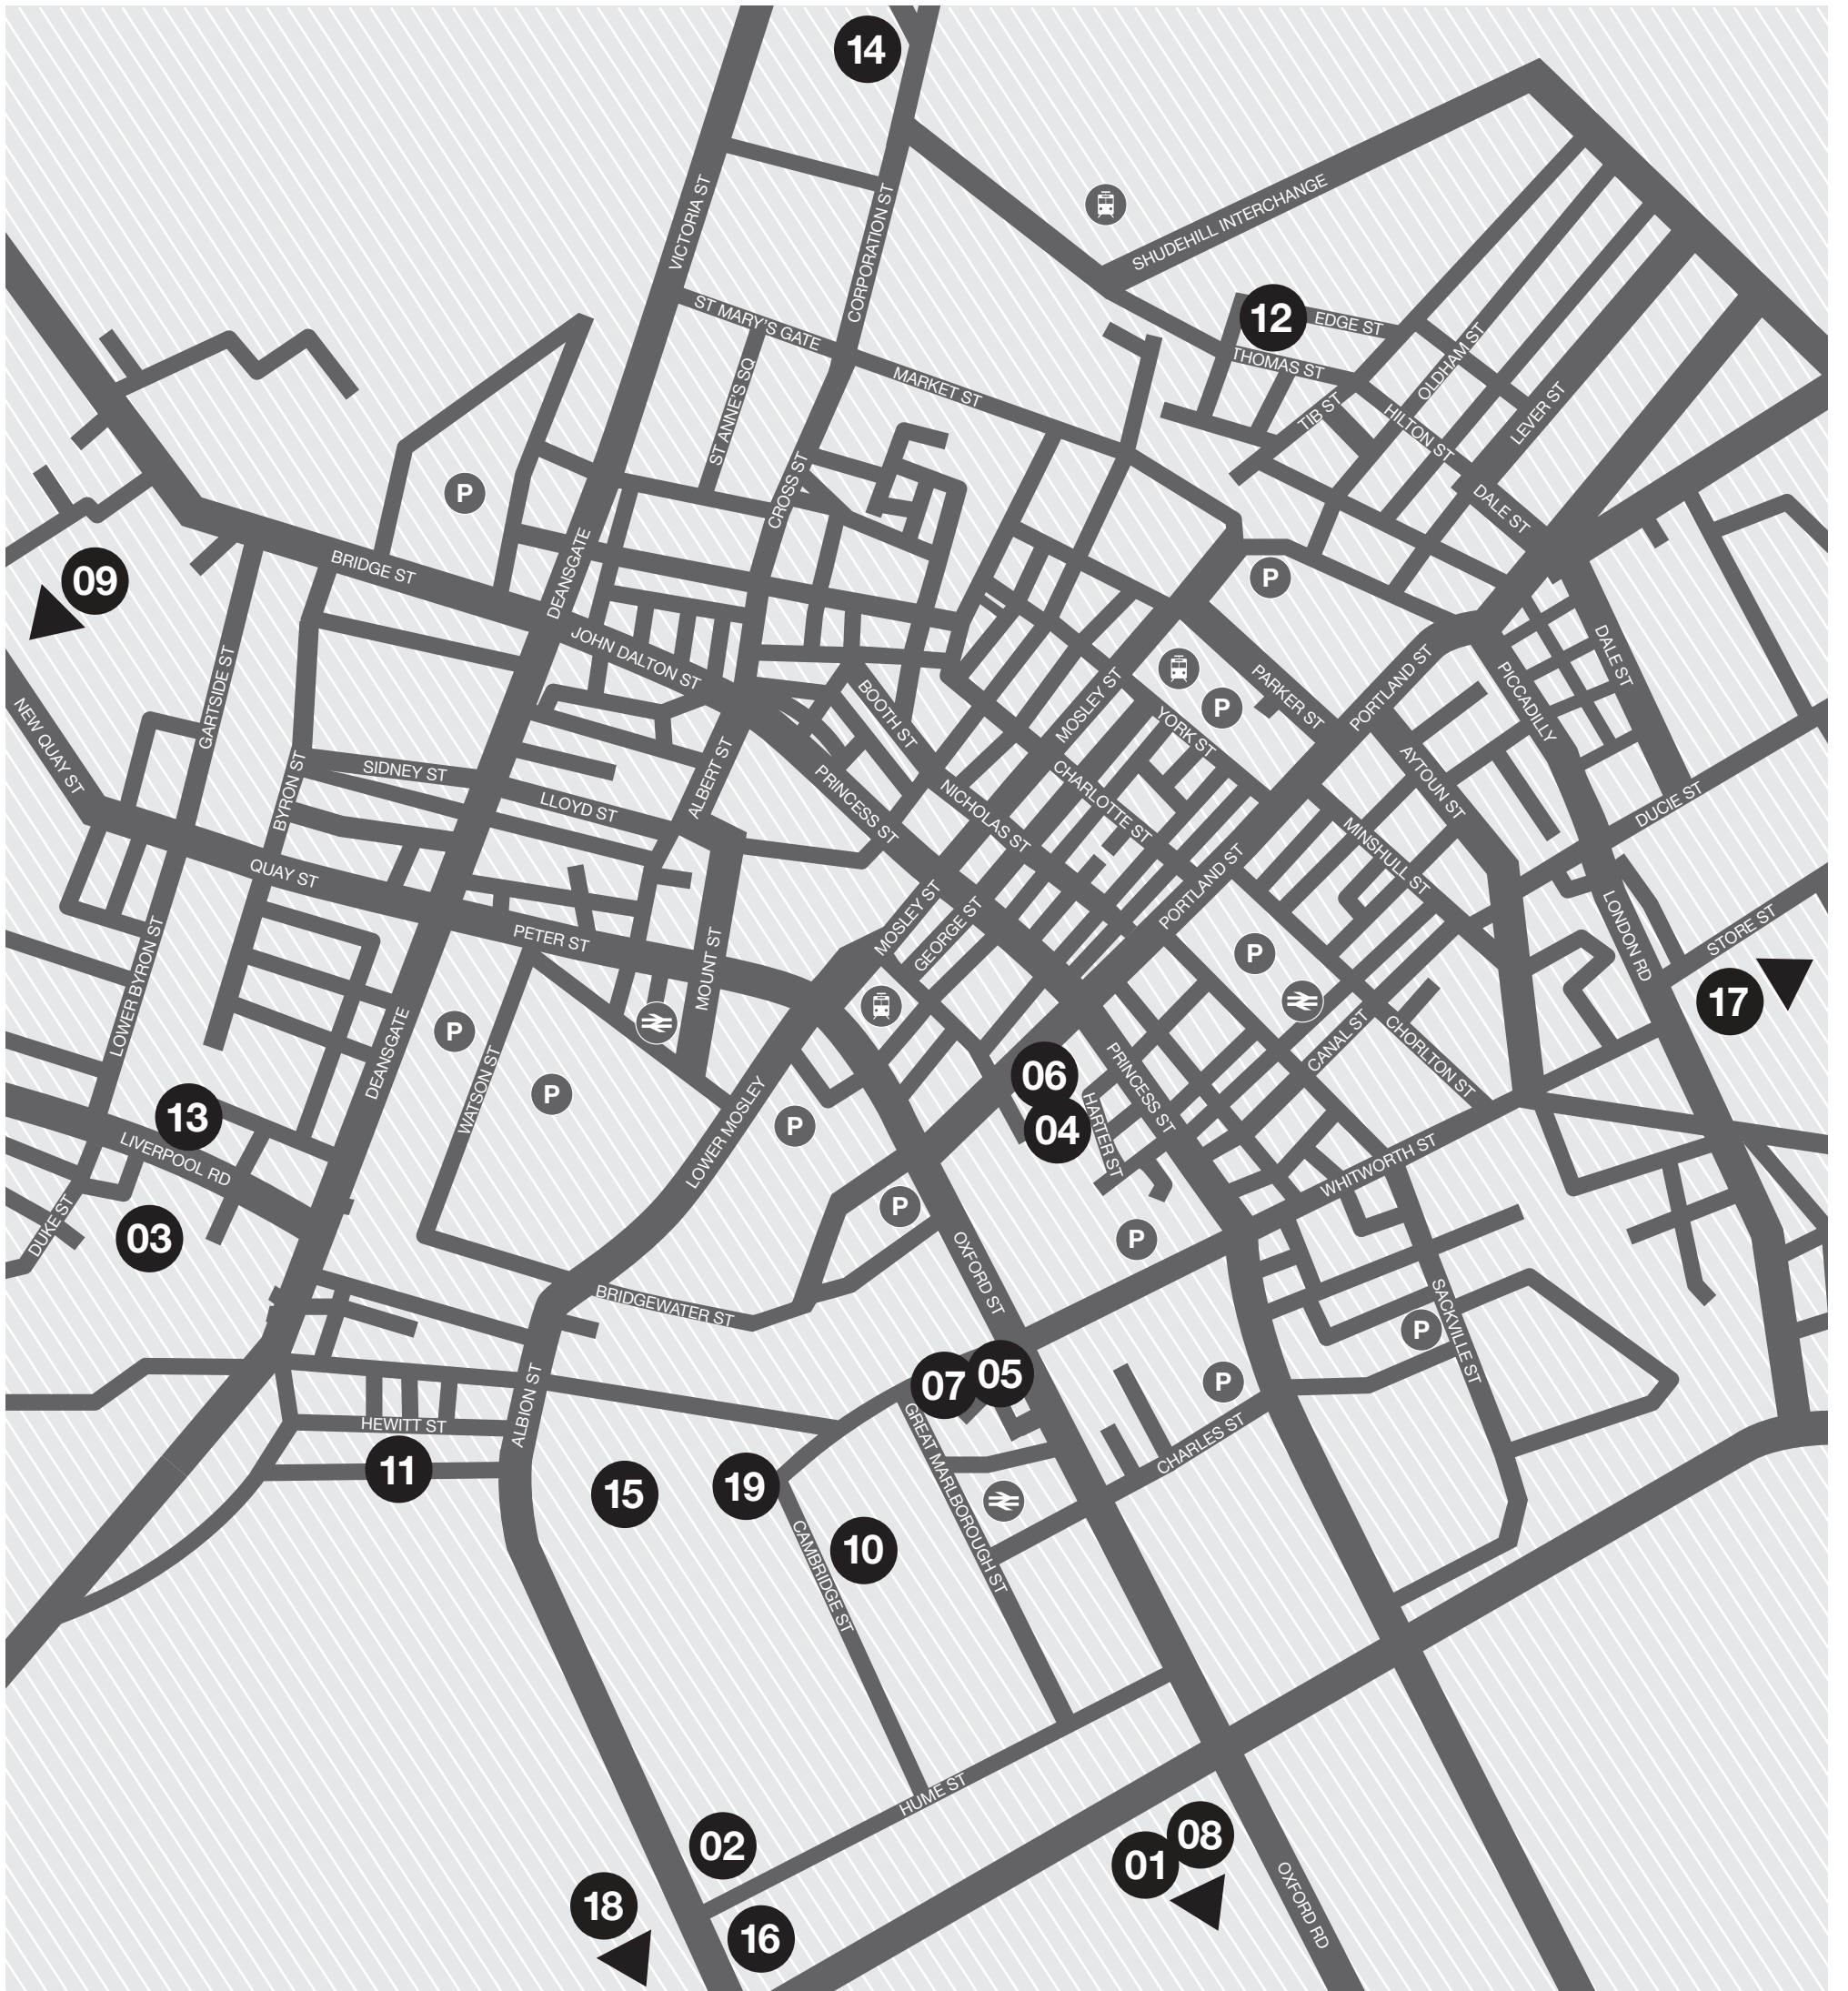 14
VICTORIA ST
CORPORATION ST
SHUDEHILL INTERCHANGE
ST MARY'S GATE
12
EDGE ST
THOMAS ST
OLDHAM ST
ST ANNE'S SQ
MARKET ST
TIB ST
HILTON ST
LEVER ST
P
CROSS ST
DALE ST
09
BRIDGE ST
DEANSGATE
P
JOHN DALTON ST
GARTSIDE ST
NEW QUAY ST
BOOTH ST
MOSLEY ST
P
YORK ST
PARKER ST
PORTLAND ST
PICCADILLY
DALE ST
BYRON ST
SIDNEY ST
LLOYD ST
ALBERT ST
PRINCESS ST
NICHOLAS ST
CHARLOTTE ST
AYTOUN ST
DUCIE ST
MINSHULL ST
QUAY ST
PETER ST
MOUNT ST
MOSLEY ST
GEORGE ST
PORTLAND ST
P
LONDON RD
STORE ST
17
LOWER BYRON ST
DEANSGATE
P
WATSON ST
P
LOWER MOSLEY
P
06
04
HARTER ST
PRINCESS ST
CANAL ST
CHORLTON ST
13
LIVERPOOL RD
WHITWORTH ST
DUKE ST
03
P
P
OXFORD ST
BRIDGEWATER ST
SACKVILLE ST
P
07
05
P
ALBION ST
HEWITT ST
11
15
19
10
GREAT MARLBOROUGH ST
CHARLES ST
CAMBRIDGE ST
HUME ST
02
01
08
18
16
OXFORD RD